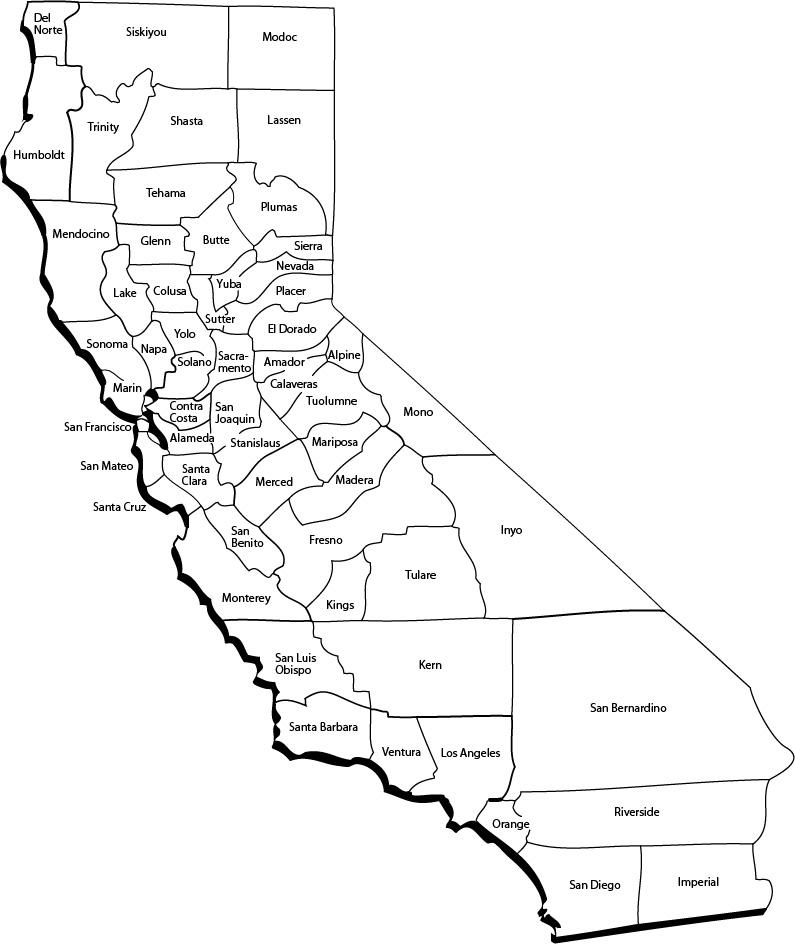 Del
Norte
Siskiyou
Modoc
Humboldt
Trinity
Shasta
Lassen
Tehama
Plumas
Mendocino
Glenn
Butte
Sierra
Nevada
Lake
Colusa
Yuba
Placer
Sutter
El Dorado
Sonoma
Napa
Yolo
Solano
Sacra-
mento
Amador
Alpine
Calaveras
Marin
Contra
Costa
San
Joaquin
Tuolumne
Mono
San Francisco
Alameda
Stanislaus
Mariposa
San Mateo
Santa
Clara
Merced
Madera
Santa Cruz
San
Benito
Fresno
Inyo
Monterey
Kings
Tulare
San Luis
Obispo
Kern
San Bernardino
Santa Barbara
Ventura
Los Angeles
Orange
Riverside
San Diego
Imperial